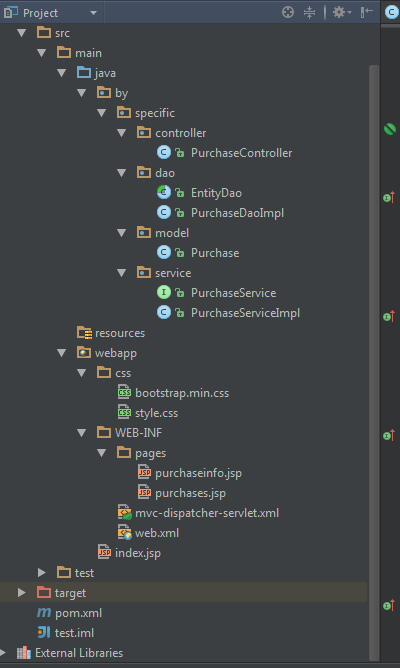 Project
src
main
java
by
specific
controller
PurchaseController
dao
EntityDao
PurchaseDaoImpl
model
Purchase
service
PurchaseService
PurchaseServiceImpl
resources
webapp
css
bootstrap.min.css
style.css
WEB-INF
pages
purchaseinfo.jsp
purchases.jsp
mvc-dispatcher-servlet.xml
web.xml
index.jsp
test
target
pom.xml
test.iml
External Libraries